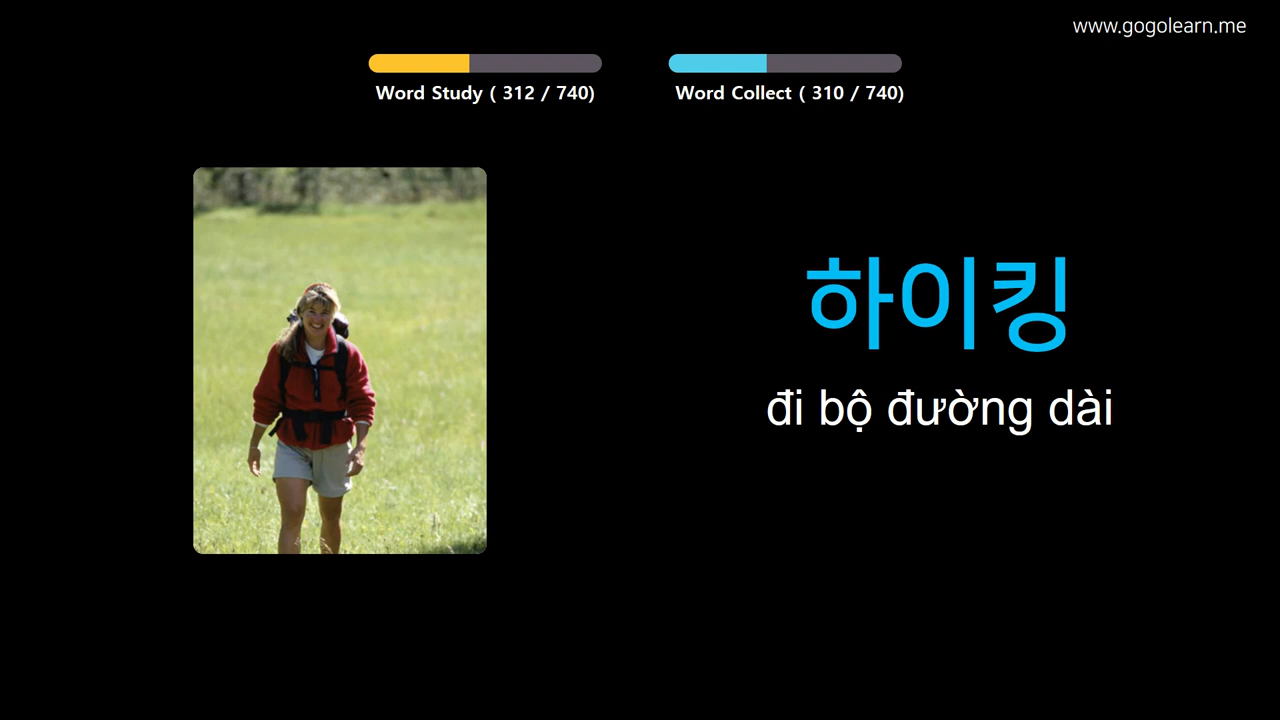 www.gogolearn.me
Word Study ( 312 / 740)
Word Collect ( 310 / 740)
하이킹
đi bộ đường dài